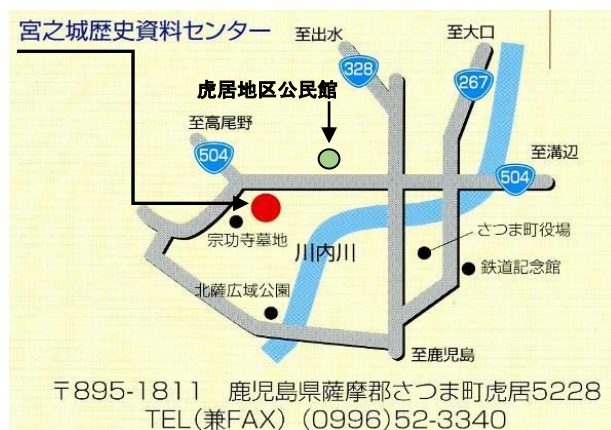 宮之城歴史資料センター
至出水
至大口
328
267
虎居地区公民館
至高尾野
504
至溝辺
504
宗功寺墓地
川内川
さつま町役場
鉄道記念館
北薩広域公園
至鹿児島
〒895-1811 鹿児島県薩摩郡さつま町虎居5228
TEL(兼FAX) (0996)52-3340